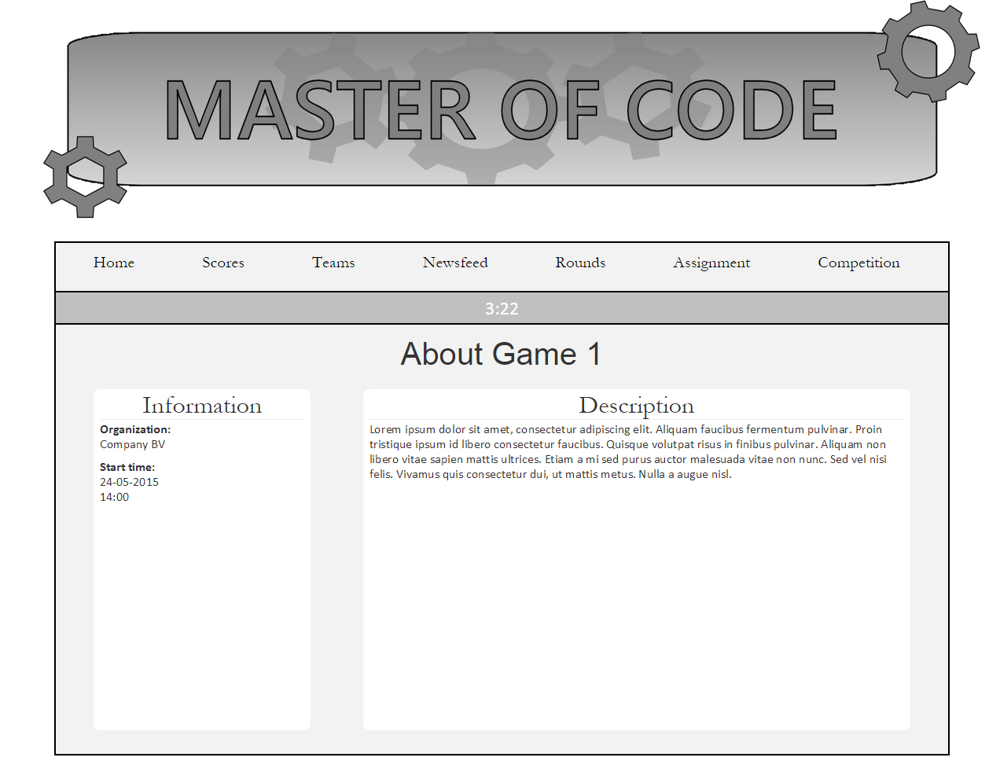 MASTER OF CODE
Home Scores Teams Newsfeed Rounds Assignment Competition
3:22
About Game 1
Information
Organization:
Company BV
Start time:
24-05-2015
14:00
Description
Lorem ipsum dolor sit amet, consectetur adipiscing elit. Aliquam faucibus fermentum pulvinar. Proin
tristique ipsum id libero consectetur faucibus. Quisque volutpat risus in finibus pulvinar. Aliquam non
libero vitae sapien mattis ultrices. Etiam a mi sed purus auctor malesuada vitae non nunc. Sed vel nisi
felis. Vivamus quis consectetur dui, ut mattis metus. Nulla a augue nisl.